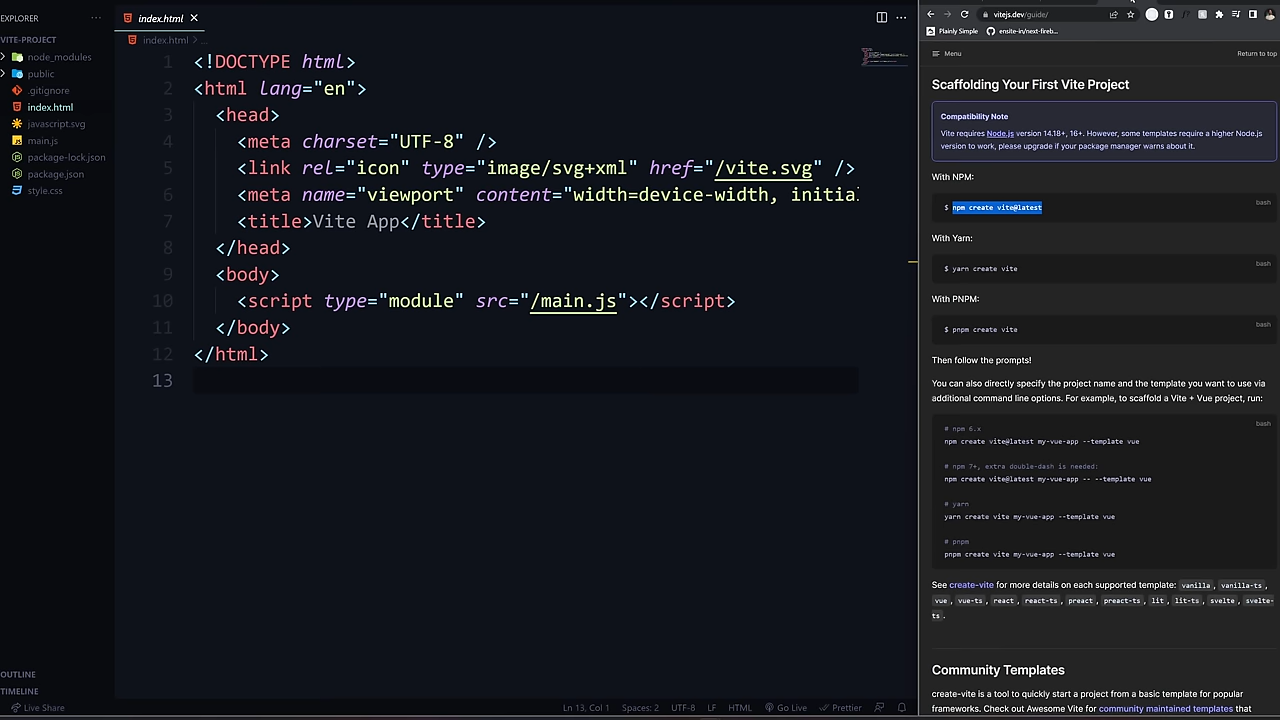 EXPLORER
VITE-PROJECT
node_modules
public
.gitignore
index.html
javascript.svg
main.js
package-lock.json
package.json
style.css
OUTLINE
TIMELINE
Live Share
index.html
index.html > ...
1 <!DOCTYPE html>
2 <html lang="en">
3 <head>
4 <meta charset="UTF-8" />
5 <link rel="icon" type="image/svg+xml" href="/vite.svg" />
6 <meta name="viewport" content="width=device-width, initial
7 <title>Vite App</title>
8 </head>
9 <body>
10 <script type="module" src="/main.js"></script>
11 </body>
12 </html>
13
Ln 13, Col 1 Spaces: 2 UTF-8 LF HTML Go Live Prettier
vitejs.dev/guide/
Plainly Simple ensite-in/next-fireb...
Menu Return to top
Scaffolding Your First Vite Project
Compatibility Note
Vite requires Node.js version 14.18+, 16+. However, some templates require a higher Node.js
version to work, please upgrade if your package manager warns about it.
With NPM:
bash
$ npm create vite@latest
With Yarn:
bash
$ yarn create vite
With PNPM:
bash
$ pnpm create vite
Then follow the prompts!
You can also directly specify the project name and the template you want to use via
additional command line options. For example, to scaffold a Vite + Vue project, run:
bash
# npm 6.x
npm create vite@latest my-vue-app --template vue
# npm 7+, extra double-dash is needed:
npm create vite@latest my-vue-app -- --template vue
# yarn
yarn create vite my-vue-app --template vue
# pnpm
pnpm create vite my-vue-app --template vue
See create-vite for more details on each supported template: vanilla, vanilla-ts,
vue, vue-ts, react, react-ts, preact, preact-ts, lit, lit-ts, svelte, svelte-
ts.
Community Templates
create-vite is a tool to quickly start a project from a basic template for popular
frameworks. Check out Awesome Vite for community maintained templates that